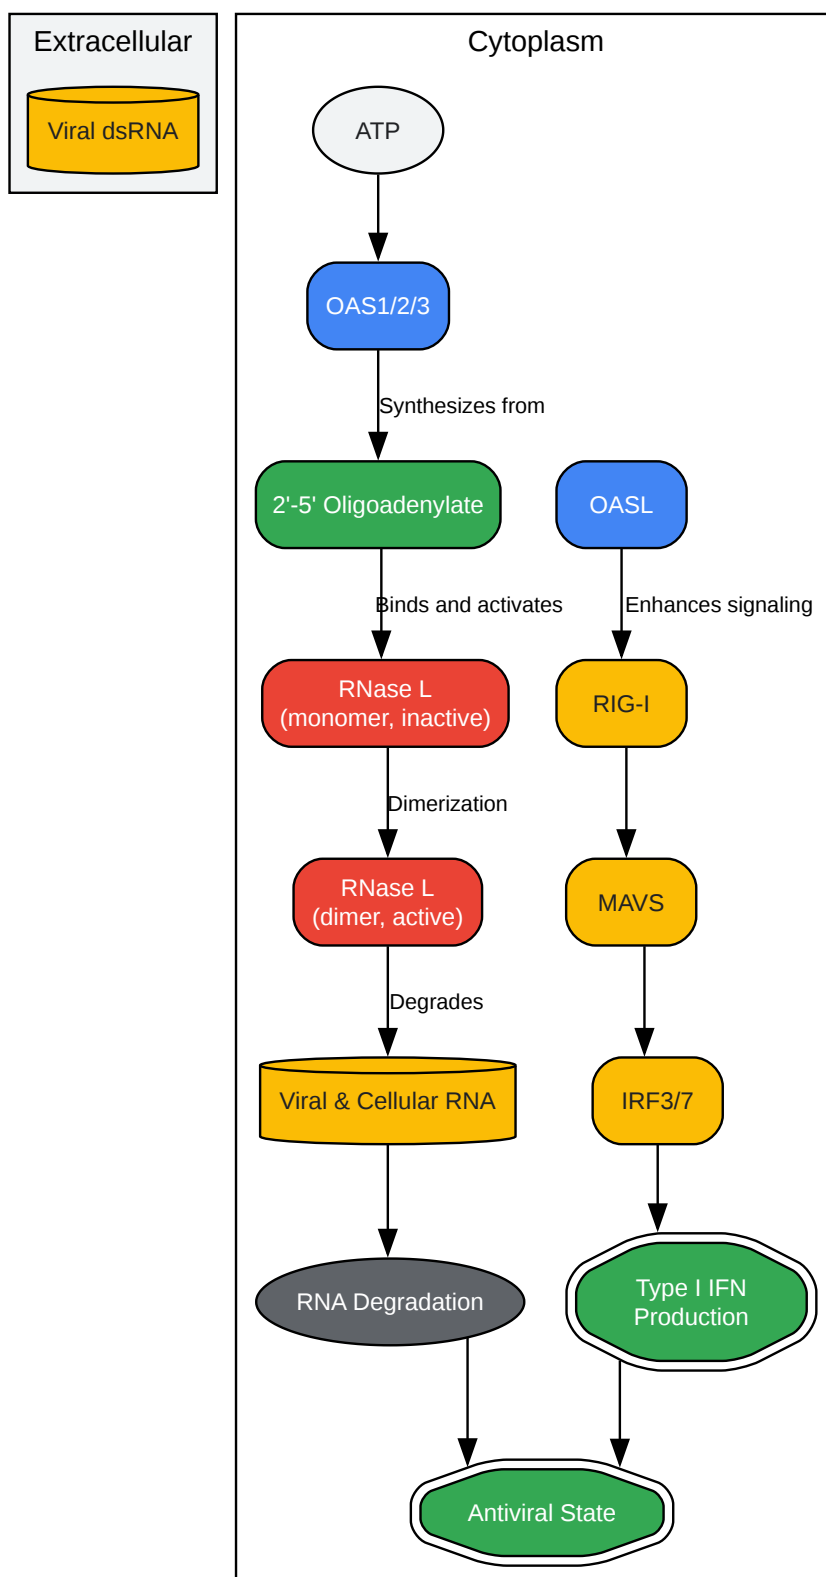 Extracellular
Viral dsRNA
Cytoplasm
ATP
OAS1/2/3
Synthesizes from
2'-5' Oligoadenylate
OASL
Binds and activates
Enhances signaling
RNase L
(monomer, inactive)
RIG-I
Dimerization
RNase L
(dimer, active)
MAVS
Degrades
Viral & Cellular RNA
IRF3/7
RNA Degradation
Type I IFN
Production
Antiviral State